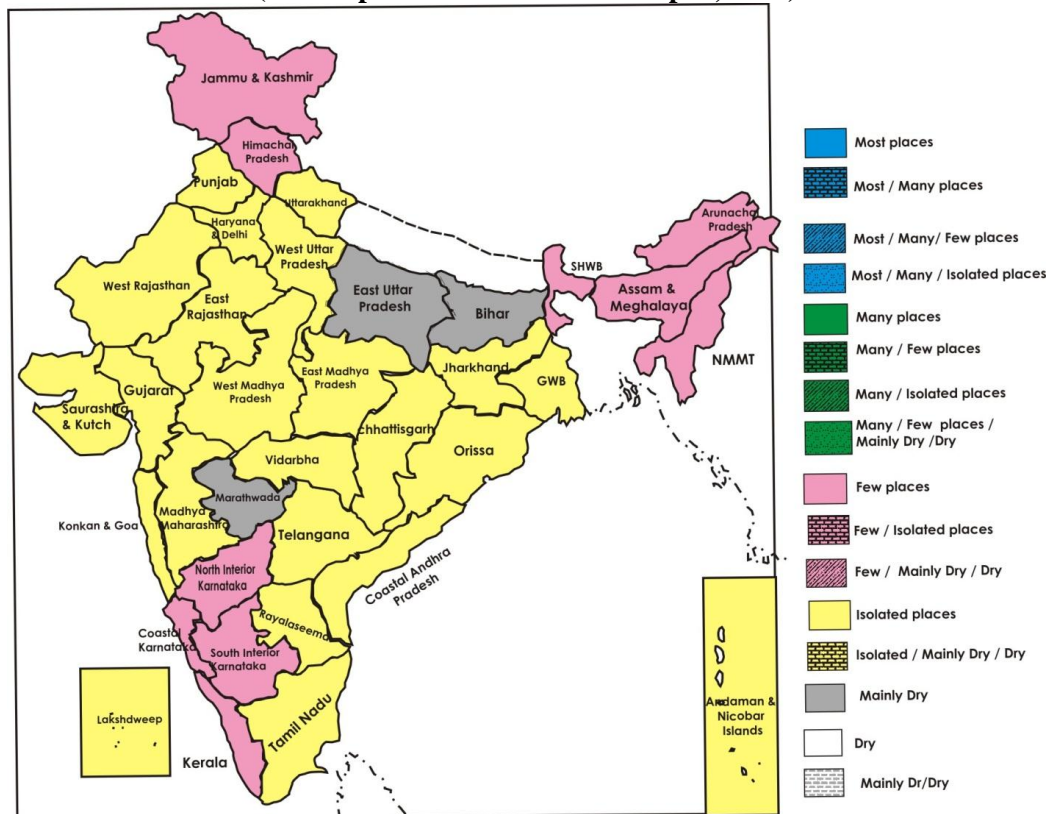 Jammu & Kashmir
Himachal
Pradesh
Punjab
Uttarakhand
Haryana
& Delhi
West Uttar
Pradesh
Arunachal
Pradesh
SHWB
Assam &
Meghalaya
NMMT
West Rajasthan
East
Rajasthan
East Uttar
Pradesh
Bihar
Gujarat
Saurashtra
& Kutch
West Madhya
Pradesh
East Madhya
Pradesh
Jharkhand
GWB
Chhattisgarh
Orissa
Vidarbha
Marathwada
Madhya
Maharashtra
Konkan & Goa
Telangana
North Interior
Karnataka
Coastal Andhra
Pradesh
Rayalaseema
Coastal
Karnataka
South Interior
Karnataka
Tamil Nadu
Kerala
Lakshdweep
Andaman &
Nicobar
Islands
Most places
Most / Many places
Most / Many/ Few places
Most / Many / Isolated places
Many places
Many / Few places
Many / Isolated places
Many / Few places /
Mainly Dry /Dry
Few places
Few / Isolated places
Few / Mainly Dry / Dry
Isolated places
Isolated / Mainly Dry / Dry
Mainly Dry
Dry
Mainly Dr/Dry